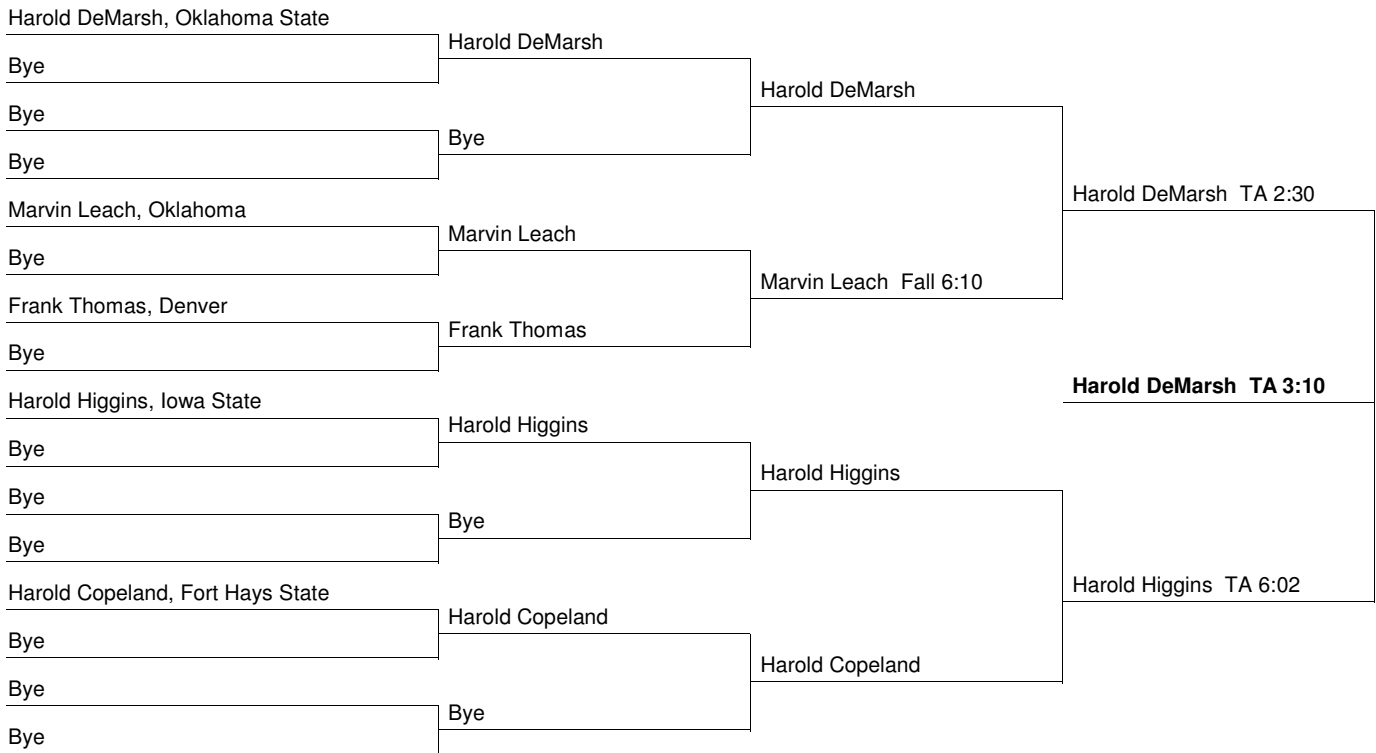 Harold DeMarsh, Oklahoma State
Bye
Bye
Bye
Marvin Leach, Oklahoma
Bye
Frank Thomas, Denver
Bye
Harold Higgins, Iowa State
Bye
Bye
Bye
Harold Copeland, Fort Hays State
Bye
Bye
Bye
Harold DeMarsh
Bye
Marvin Leach
Frank Thomas
Harold Higgins
Bye
Harold Copeland
Bye
Harold DeMarsh
Marvin Leach Fall 6:10
Harold Higgins
Harold Copeland
Harold DeMarsh TA 2:30
Harold DeMarsh TA 3:10
Harold Higgins TA 6:02